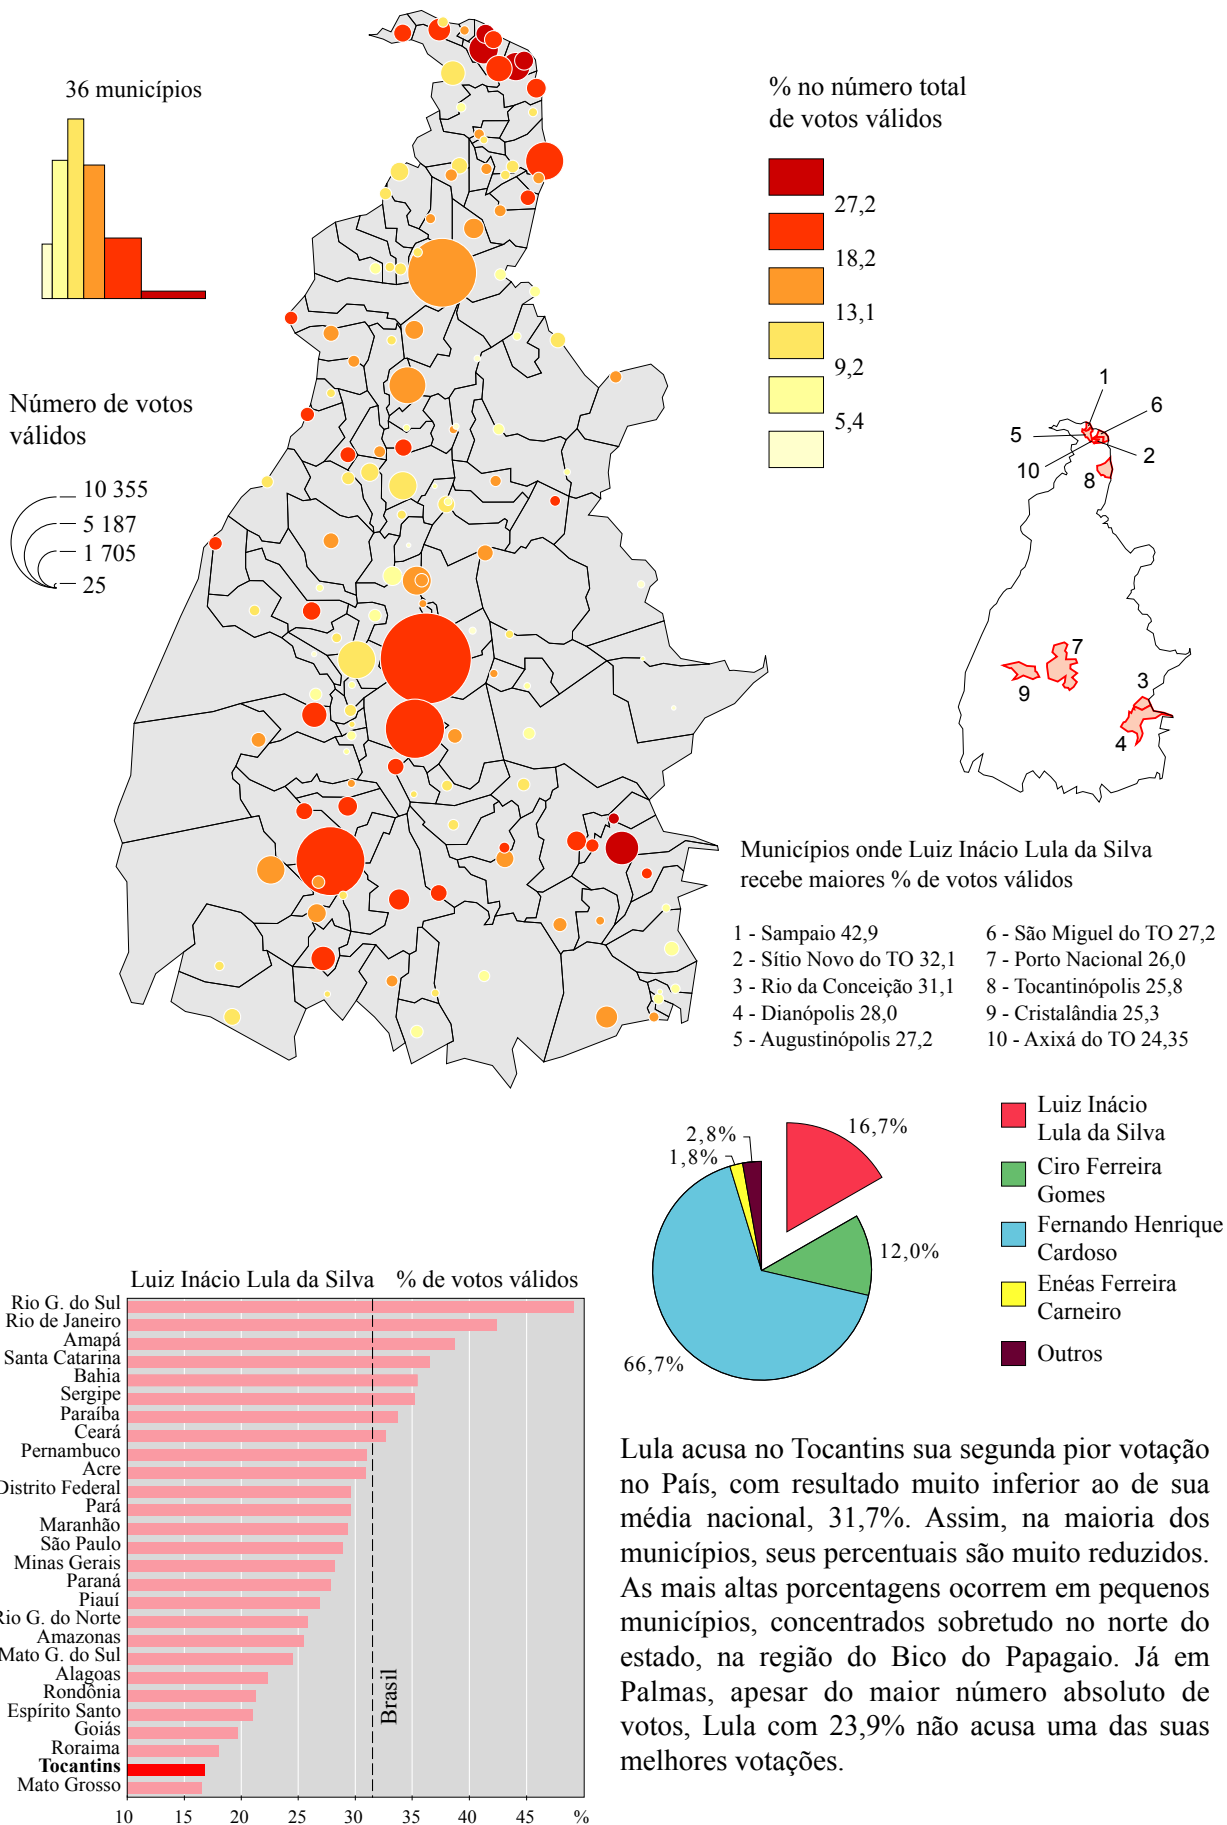 36 municípios
% no número total
de votos válidos
27,2
18,2
13,1
9,2
5,4
Número de votos
válidos
10 355
5 187
1 705
25
1
6
5
2
10
8
7
9
3
4
Municípios onde Luiz Inácio Lula da Silva
recebe maiores % de votos válidos
1 - Sampaio 42,9
2 - Sítio Novo do TO 32,1
3 - Rio da Conceição 31,1
4 - Dianópolis 28,0
5 - Augustinópolis 27,2
6 - São Miguel do TO 27,2
7 - Porto Nacional 26,0
8 - Tocantinópolis 25,8
9 - Cristalândia 25,3
10 - Axixá do TO 24,35
2,8%
1,8%
16,7%
12,0%
66,7%
Luiz Inácio
Lula da Silva
Ciro Ferreira
Gomes
Fernando Henrique
Cardoso
Enéas Ferreira
Carneiro
Outros
Luiz Inácio Lula da Silva % de votos válidos
Rio G. do Sul
Rio de Janeiro
Amapá
Santa Catarina
Bahia
Sergipe
Paraíba
Ceará
Pernambuco
Acre
Distrito Federal
Pará
Maranhão
São Paulo
Minas Gerais
Paraná
Piauí
Rio G. do Norte
Amazonas
Mato G. do Sul
Alagoas
Rondônia
Espírito Santo
Goiás
Roraima
Tocantins
Mato Grosso
Brasil
10 15 20 25 30 35 40 45 %
Lula acusa no Tocantins sua segunda pior votação
no País, com resultado muito inferior ao de sua
média nacional, 31,7%. Assim, na maioria dos
municípios, seus percentuais são muito reduzidos.
As mais altas porcentagens ocorrem em pequenos
municípios, concentrados sobretudo no norte do
estado, na região do Bico do Papagaio. Já em
Palmas, apesar do maior número absoluto de
votos, Lula com 23,9% não acusa uma das suas
melhores votações.